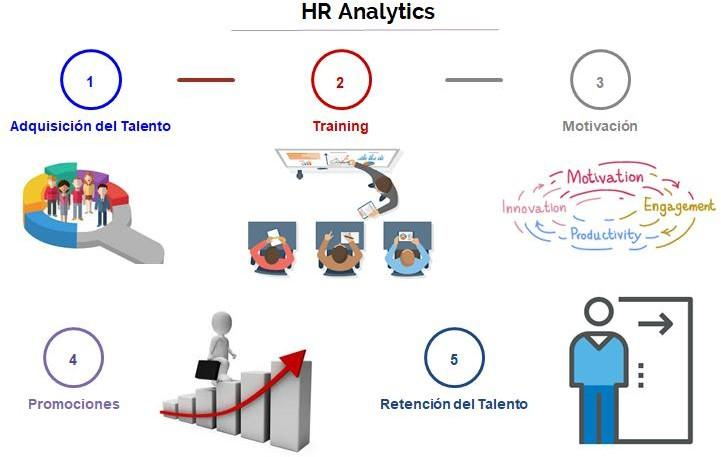 HR Analytics
1
2
3
Adquisición del Talento
Training
Motivación
Motivation
Innovation
Engagement
Productivity
4
5
Promociones
Retención del Talento